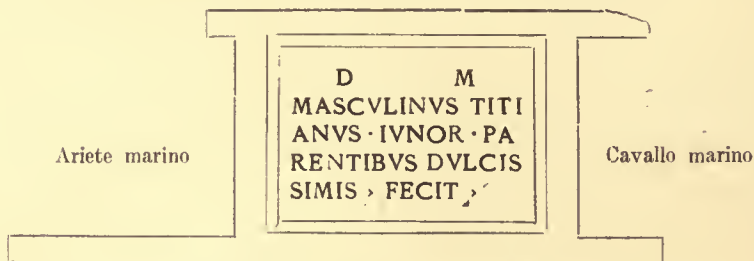 D M
MASCVLINVS TITI
ANVS · IVNOR · PA
RENTIBVS DVLCIS
SIMIS › FECIT ›
Ariete marino
Cavallo marino